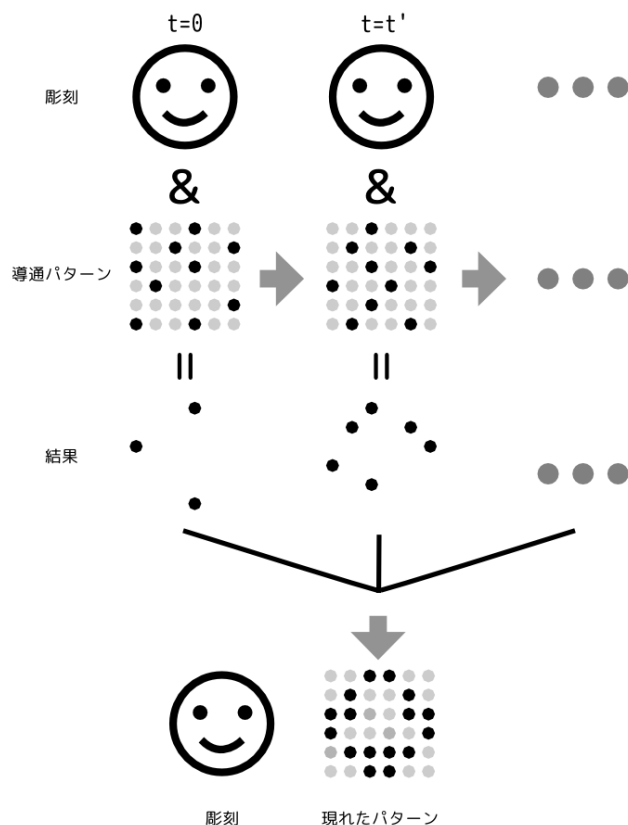 t=0
t=t'
彫刻
&
&
導通パターン
=
=
結果
彫刻
現れたパターン